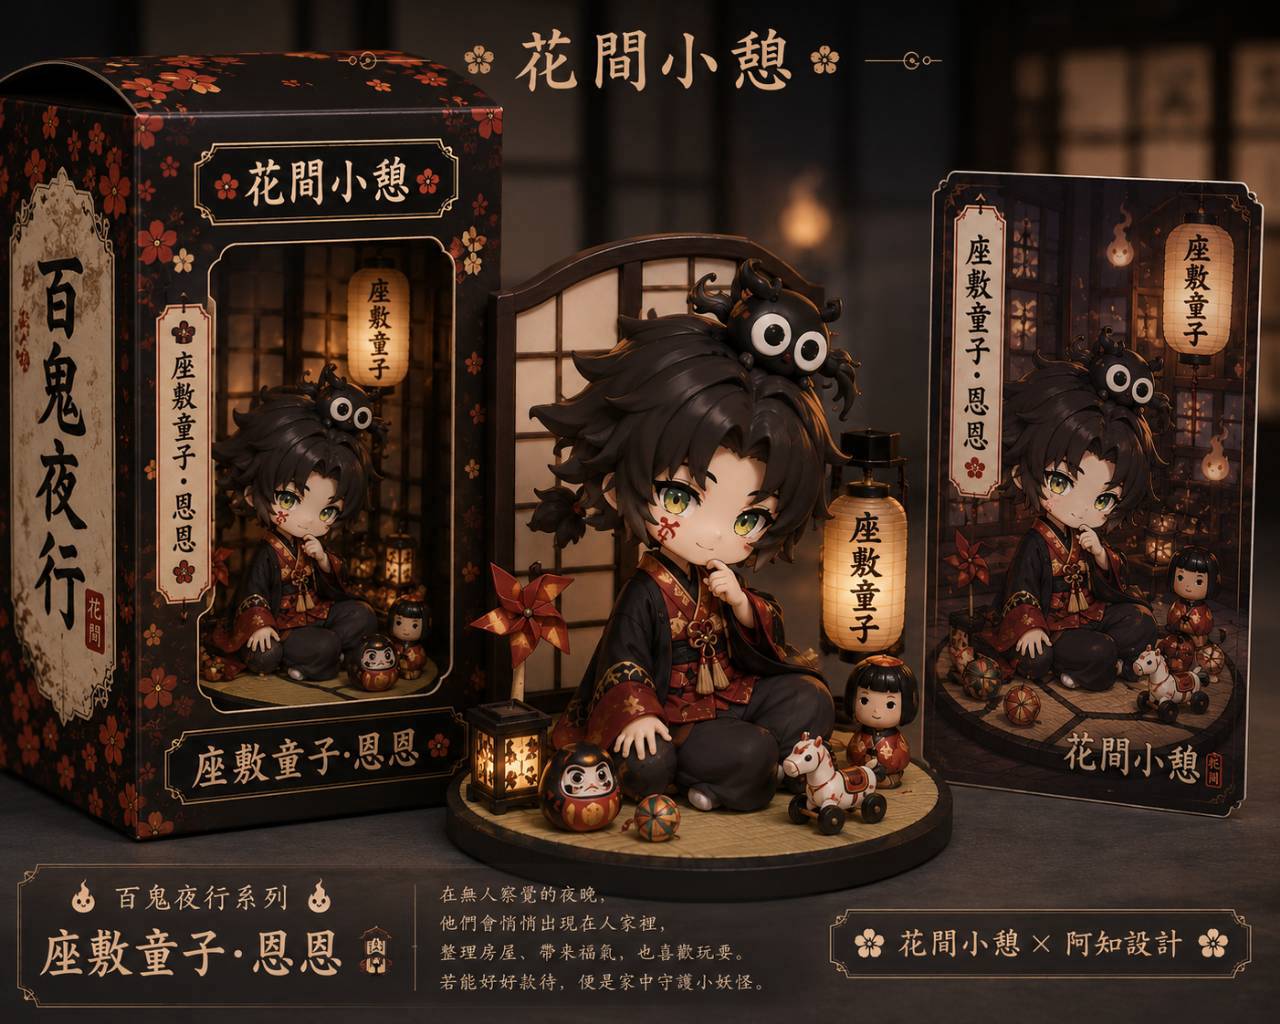 花間小憩
花間小憩
百鬼夜行
花間
座敷童子・恩恩
座敷童子
座敷童子・恩恩
座敷童子
座敷童子・恩恩
座敷童子
花間小憩
花間
百鬼夜行系列
座敷童子・恩恩
在無人察覺的夜晚，
他們會悄悄出現在人家裡，
整理房屋、帶来福氣，也喜歡玩耍。
若能好好款待，便是家中守護小妖怪。
花間小憩 × 阿知設計